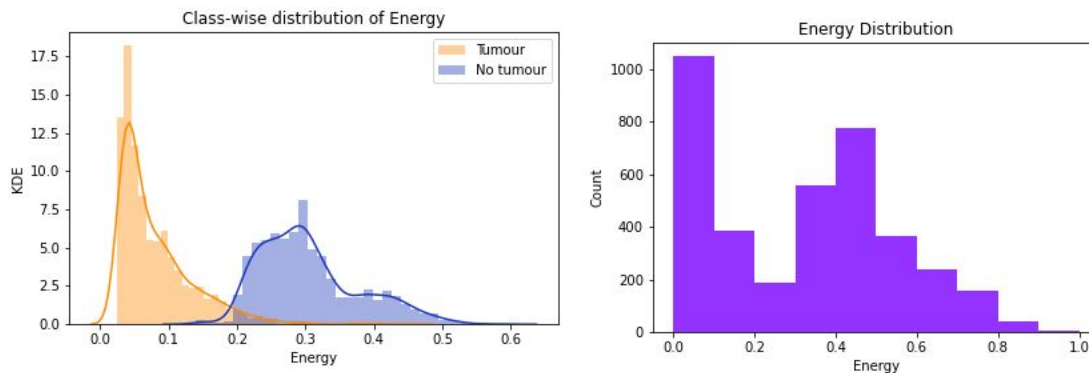 Class-wise distribution of Energy
KDE
17.5
15.0
12.5
10.0
7.5
5.0
2.5
0.0
Tumour
No tumour
0.0 0.1 0.2 0.3 0.4 0.5 0.6
Energy
Energy Distribution
Count
1000
800
600
400
200
0
0.0 0.2 0.4 0.6 0.8 1.0
Energy